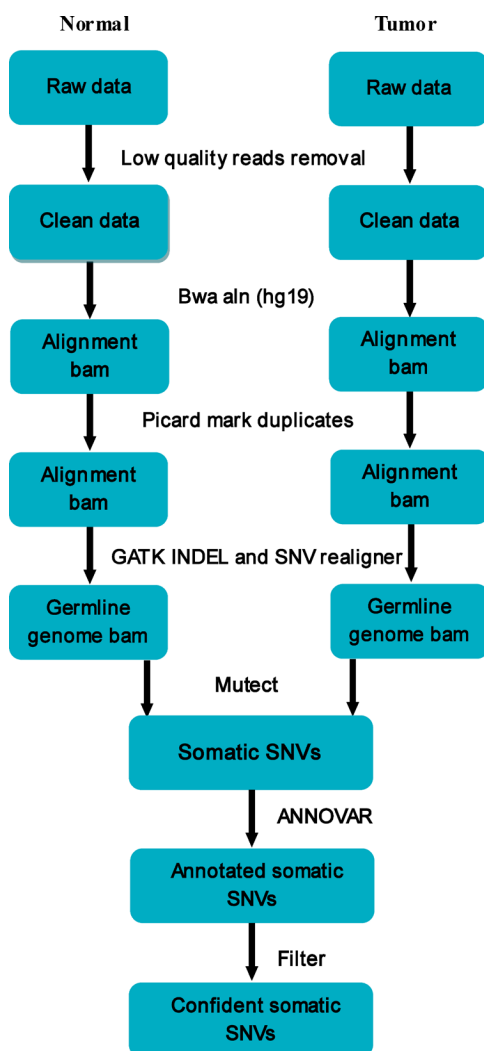 Normal
Tumor
Raw data
Raw data
Low quality reads removal
Clean data
Clean data
Bwa aln (hg19)
Alignment
bam
Alignment
bam
Picard mark duplicates
Alignment
bam
Alignment
bam
GATK INDEL and SNV realigner
Germline
genome bam
Germline
genome bam
Mutect
Somatic SNVs
ANNOVAR
Annotated somatic
SNVs
Filter
Confident somatic
SNVs